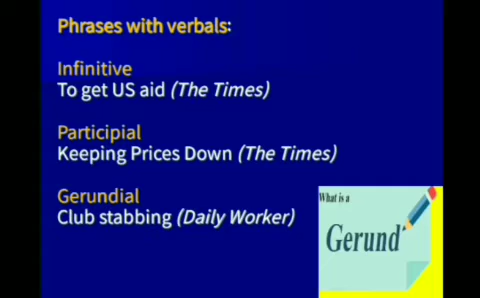 Phrases with verbals:
Infinitive
To get US aid (The Times)
Participial
Keeping Prices Down (The Times)
Gerundial
Club stabbing (Daily Worker)
What is a
Gerund